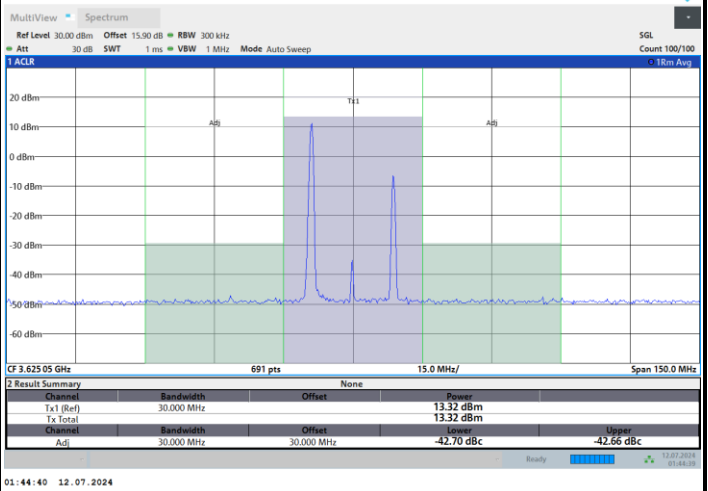 MultiView Spectrum
Ref Level 30.00 dBm Offset 15.90 dB RBW 300 kHz SGL
Att 30 dB SWT 1 ms VBW 1 MHz Mode Auto Sweep Count 100/100
1 ACLR 1Rm Avg
20 dBm
Tx1
10 dBm
Adj Adj
0 dBm
-10 dBm
-20 dBm
-30 dBm
-40 dBm
-50 dBm
-60 dBm
CF 3.625 05 GHz 691 pts 15.0 MHz/ Span 150.0 MHz
2 Result Summary None
Channel Bandwidth Offset Power
Tx1 (Ref) 30.000 MHz 13.32 dBm
Tx Total 13.32 dBm
Channel Bandwidth Offset Lower Upper
Adj 30.000 MHz 30.000 MHz -42.70 dBc -42.66 dBc
Ready 12.07.2024
01:44:39
01:44:40 12.07.2024